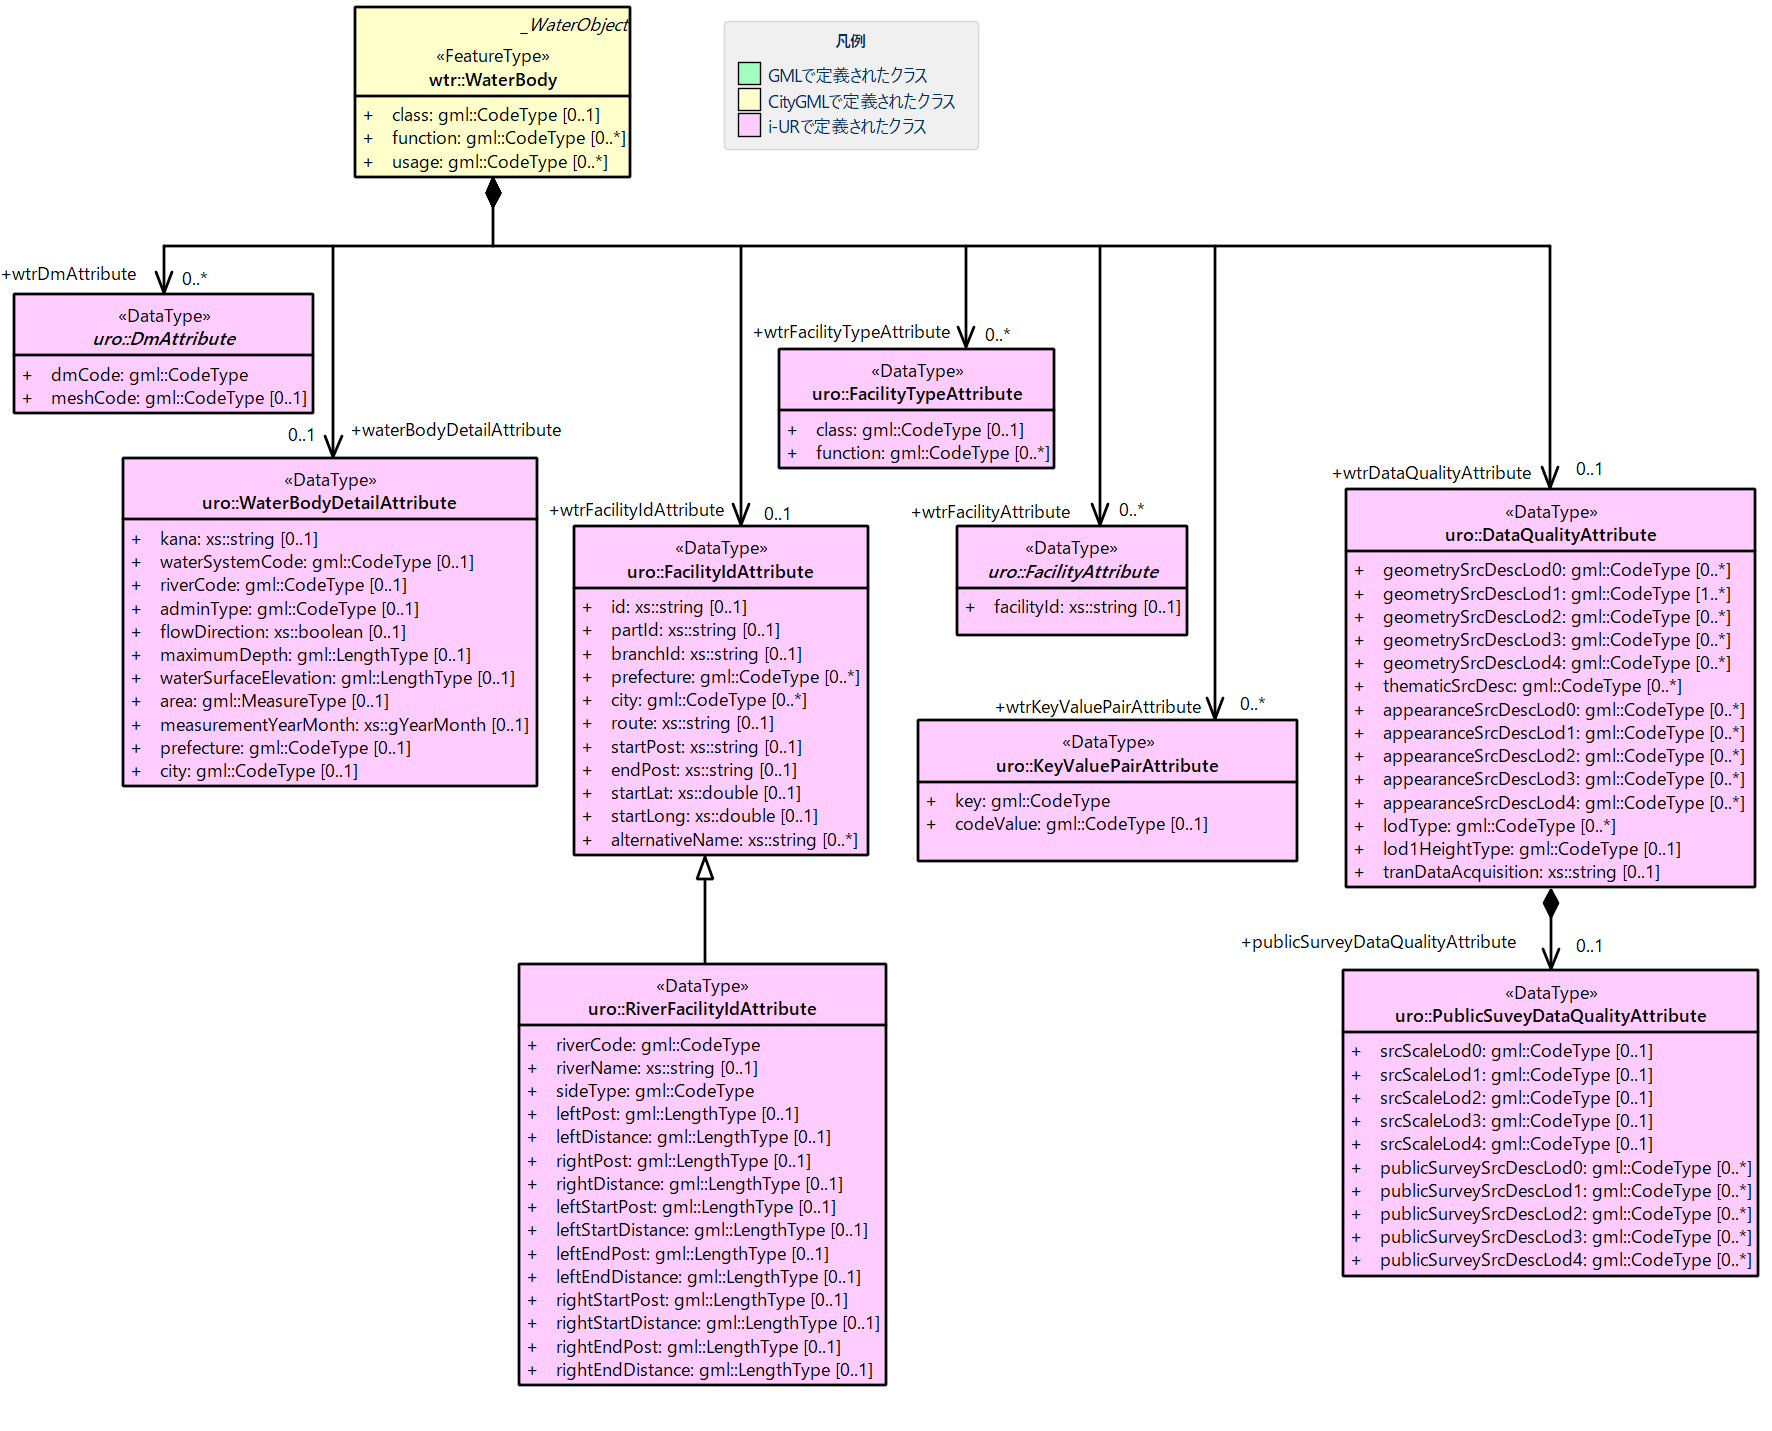 _WaterObject
«FeatureType»
wtr::WaterBody
+ class: gml::CodeType [0..1]
+ function: gml::CodeType [0..*]
+ usage: gml::CodeType [0..*]
凡例
GMLで定義されたクラス
CityGMLで定義されたクラス
i-URで定義されたクラス
+wtrDmAttribute
0..*
«DataType»
uro::DmAttribute
+ dmCode: gml::CodeType
+ meshCode: gml::CodeType [0..1]
0..1
+waterBodyDetailAttribute
«DataType»
uro::WaterBodyDetailAttribute
+ kana: xs::string [0..1]
+ waterSystemCode: gml::CodeType [0..1]
+ riverCode: gml::CodeType [0..1]
+ adminType: gml::CodeType [0..1]
+ flowDirection: xs::boolean [0..1]
+ maximumDepth: gml::LengthType [0..1]
+ waterSurfaceElevation: gml::LengthType [0..1]
+ area: gml::MeasureType [0..1]
+ measurementYearMonth: xs::gYearMonth [0..1]
+ prefecture: gml::CodeType [0..1]
+ city: gml::CodeType [0..1]
+wtrFacilityIdAttribute
0..1
«DataType»
uro::FacilityIdAttribute
+ id: xs::string [0..1]
+ partId: xs::string [0..1]
+ branchId: xs::string [0..1]
+ prefecture: gml::CodeType [0..*]
+ city: gml::CodeType [0..*]
+ route: xs::string [0..1]
+ startPost: xs::string [0..1]
+ endPost: xs::string [0..1]
+ startLat: xs::double [0..1]
+ startLong: xs::double [0..1]
+ alternativeName: xs::string [0..*]
«DataType»
uro::RiverFacilityIdAttribute
+ riverCode: gml::CodeType
+ riverName: xs::string [0..1]
+ sideType: gml::CodeType
+ leftPost: gml::LengthType [0..1]
+ leftDistance: gml::LengthType [0..1]
+ rightPost: gml::LengthType [0..1]
+ rightDistance: gml::LengthType [0..1]
+ leftStartPost: gml::LengthType [0..1]
+ leftStartDistance: gml::LengthType [0..1]
+ leftEndPost: gml::LengthType [0..1]
+ leftEndDistance: gml::LengthType [0..1]
+ rightStartPost: gml::LengthType [0..1]
+ rightStartDistance: gml::LengthType [0..1]
+ rightEndPost: gml::LengthType [0..1]
+ rightEndDistance: gml::LengthType [0..1]
+wtrFacilityTypeAttribute
0..*
«DataType»
uro::FacilityTypeAttribute
+ class: gml::CodeType [0..1]
+ function: gml::CodeType [0..*]
+wtrFacilityAttribute
0..*
«DataType»
uro::FacilityAttribute
+ facilityId: xs::string [0..1]
+wtrKeyValuePairAttribute
0..*
«DataType»
uro::KeyValuePairAttribute
+ key: gml::CodeType
+ codeValue: gml::CodeType [0..1]
+wtrDataQualityAttribute
0..1
«DataType»
uro::DataQualityAttribute
+ geometrySrcDescLod0: gml::CodeType [0..*]
+ geometrySrcDescLod1: gml::CodeType [1..*]
+ geometrySrcDescLod2: gml::CodeType [0..*]
+ geometrySrcDescLod3: gml::CodeType [0..*]
+ geometrySrcDescLod4: gml::CodeType [0..*]
+ thematicSrcDesc: gml::CodeType [0..*]
+ appearanceSrcDescLod0: gml::CodeType [0..*]
+ appearanceSrcDescLod1: gml::CodeType [0..*]
+ appearanceSrcDescLod2: gml::CodeType [0..*]
+ appearanceSrcDescLod3: gml::CodeType [0..*]
+ appearanceSrcDescLod4: gml::CodeType [0..*]
+ lodType: gml::CodeType [0..*]
+ lod1HeightType: gml::CodeType [0..1]
+ tranDataAcquisition: xs::string [0..1]
+publicSurveyDataQualityAttribute
0..1
«DataType»
uro::PublicSuveyDataQualityAttribute
+ srcScaleLod0: gml::CodeType [0..1]
+ srcScaleLod1: gml::CodeType [0..1]
+ srcScaleLod2: gml::CodeType [0..1]
+ srcScaleLod3: gml::CodeType [0..1]
+ srcScaleLod4: gml::CodeType [0..1]
+ publicSurveySrcDescLod0: gml::CodeType [0..*]
+ publicSurveySrcDescLod1: gml::CodeType [0..*]
+ publicSurveySrcDescLod2: gml::CodeType [0..*]
+ publicSurveySrcDescLod3: gml::CodeType [0..*]
+ publicSurveySrcDescLod4: gml::CodeType [0..*]